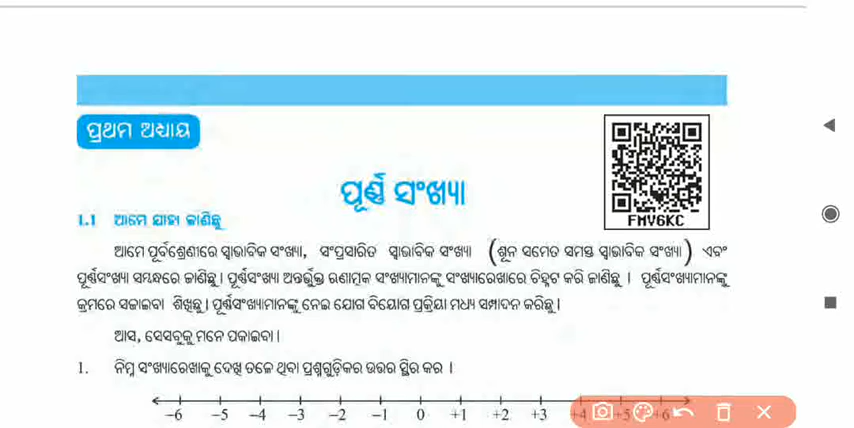 ପ୍ରଥମ ଅଧ୍ୟାୟ
ପୂର୍ଣ୍ଣ ସଂଖ୍ୟା
FMV6KC
1.1 ଆମେ ଯାହା ଜାଣିଛୁ
ଆମେ ପୂର୍ବଶ୍ରେଣୀରେ ସ୍ୱାଭାବିକ ସଂଖ୍ୟା, ସଂପ୍ରସାରିତ ସ୍ୱାଭାବିକ ସଂଖ୍ୟା (ଶୂନ ସମେତ ସମସ୍ତ ସ୍ୱାଭାବିକ ସଂଖ୍ୟା) ଏବଂ
ପୂର୍ଣ୍ଣସଂଖ୍ୟା ସମ୍ବନ୍ଧରେ ଜାଣିଛୁ। ପୂର୍ଣ୍ଣସଂଖ୍ୟା ଅନ୍ତର୍ଭୁକ୍ତ ଋଣାତ୍ମକ ସଂଖ୍ୟାମାନଙ୍କୁ ସଂଖ୍ୟାରେଖାରେ ଚିହ୍ନଟ କରି ଜାଣିଛୁ । ପୂର୍ଣ୍ଣସଂଖ୍ୟାମାନଙ୍କୁ
କ୍ରମରେ ସଜାଇବା ଶିଖିଛୁ। ପୂର୍ଣ୍ଣସଂଖ୍ୟାମାନଙ୍କୁ ନେଇ ଯୋଗ ବିୟୋଗ ପ୍ରକ୍ରିୟା ମଧ୍ୟ ସମ୍ପାଦନ କରିଛୁ।
ଆସ, ସେସବୁକୁ ମନେ ପକାଇବା।
1. ନିମ୍ନ ସଂଖ୍ୟାରେଖାକୁ ଦେଖି ତଳେ ଥିବା ପ୍ରଶ୍ନଗୁଡ଼ିକର ଉତ୍ତର ସ୍ଥିର କର ।
−6 −5 −4 −3 −2 −1 0 +1 +2 +3 +4 +5 +6